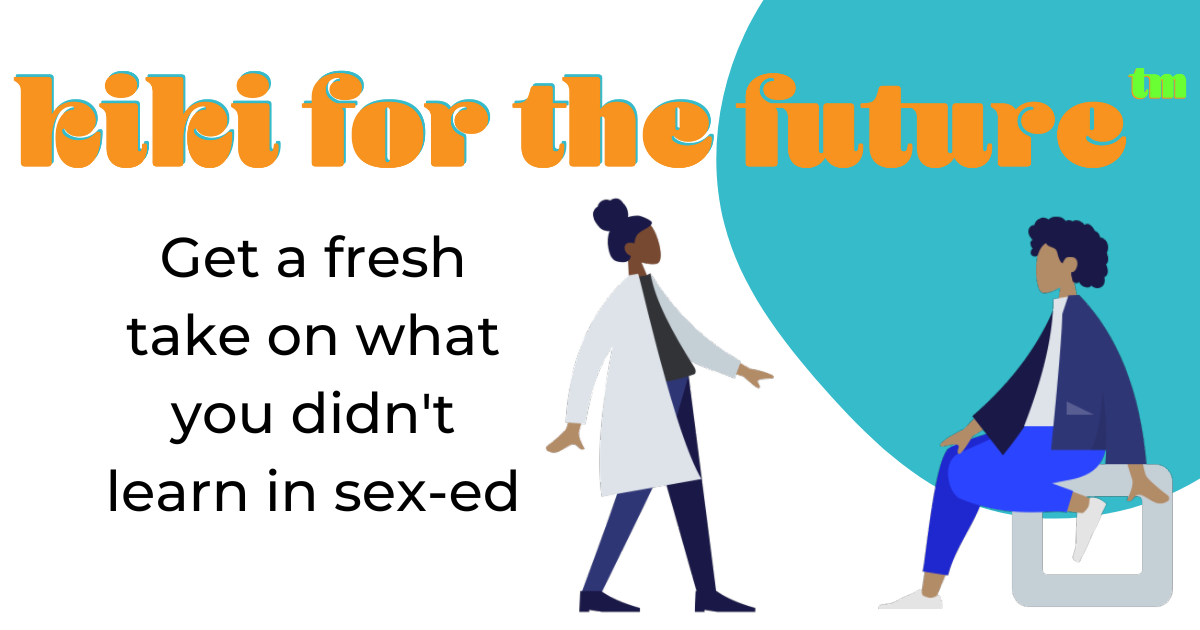 kiki for the future tm
Get a fresh
take on what
you didn't
learn in sex-ed